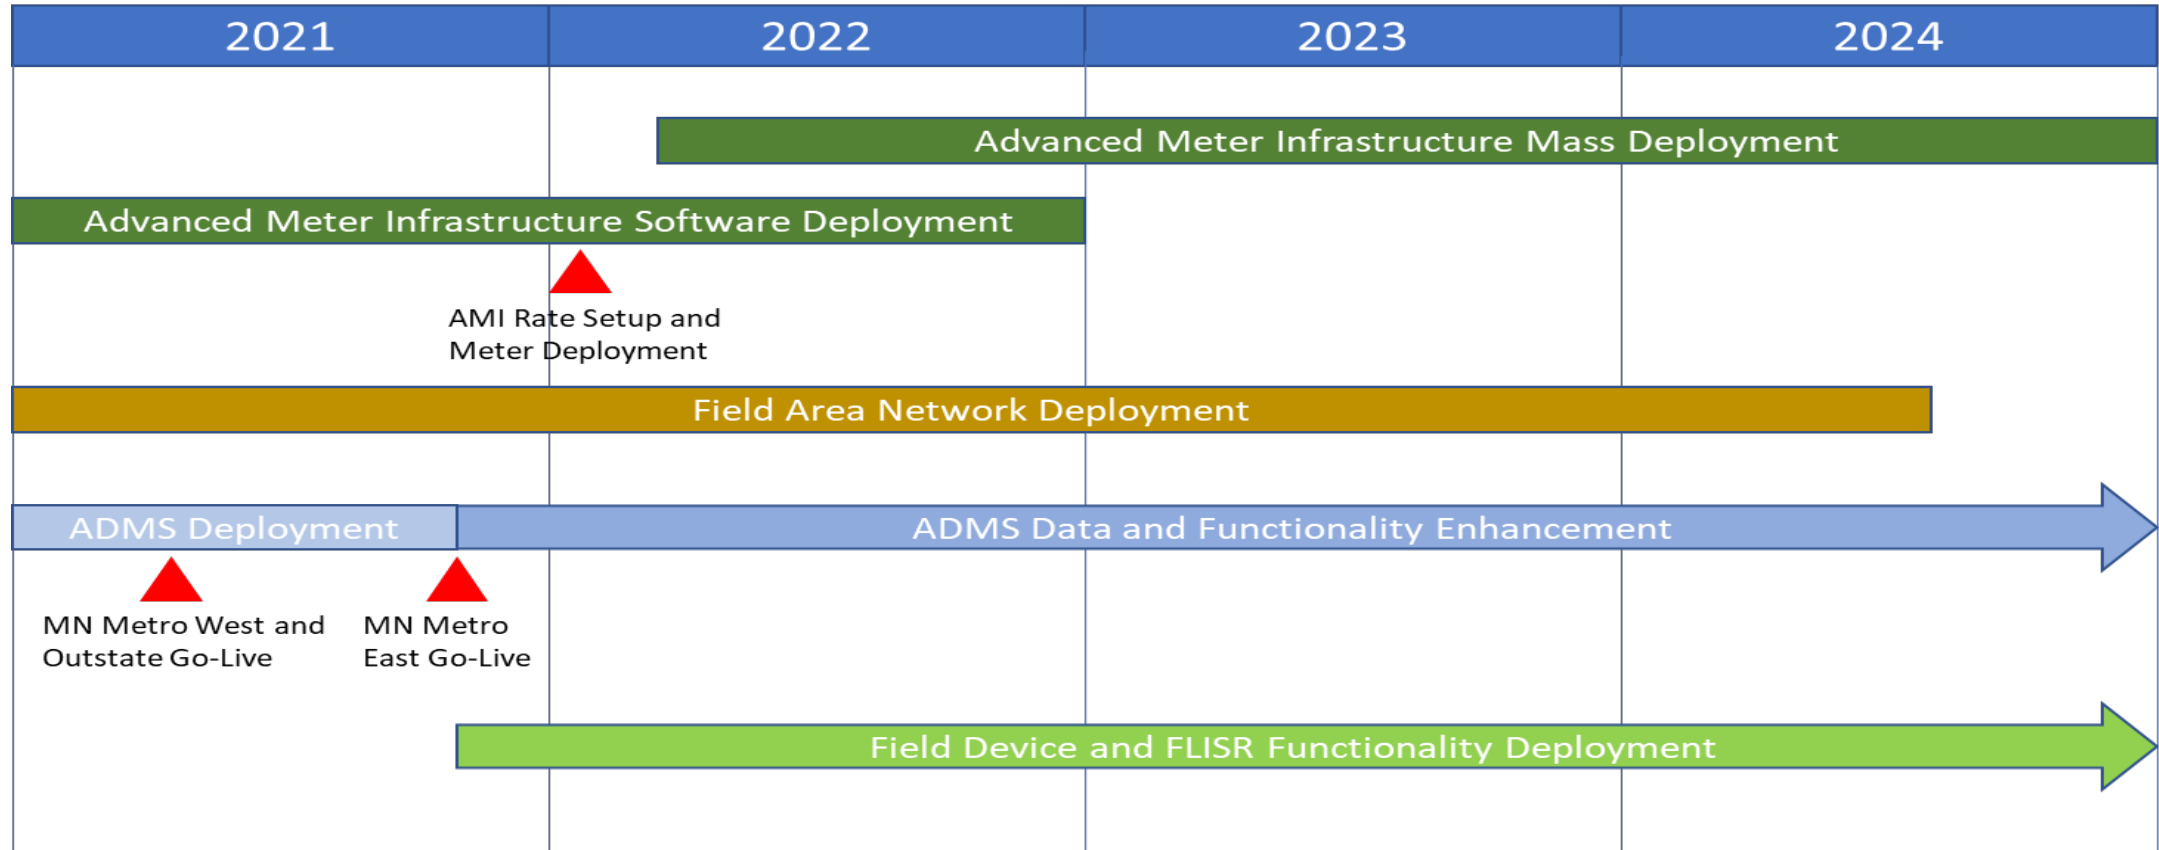 2021
2022
2023
2024
Advanced Meter Infrastructure Mass Deployment
Advanced Meter Infrastructure Software Deployment
AMI Rate Setup and
Meter Deployment
Field Area Network Deployment
ADMS Deployment
ADMS Data and Functionality Enhancement
MN Metro West and
Outstate Go-Live
MN Metro
East Go-Live
Field Device and FLISR Functionality Deployment